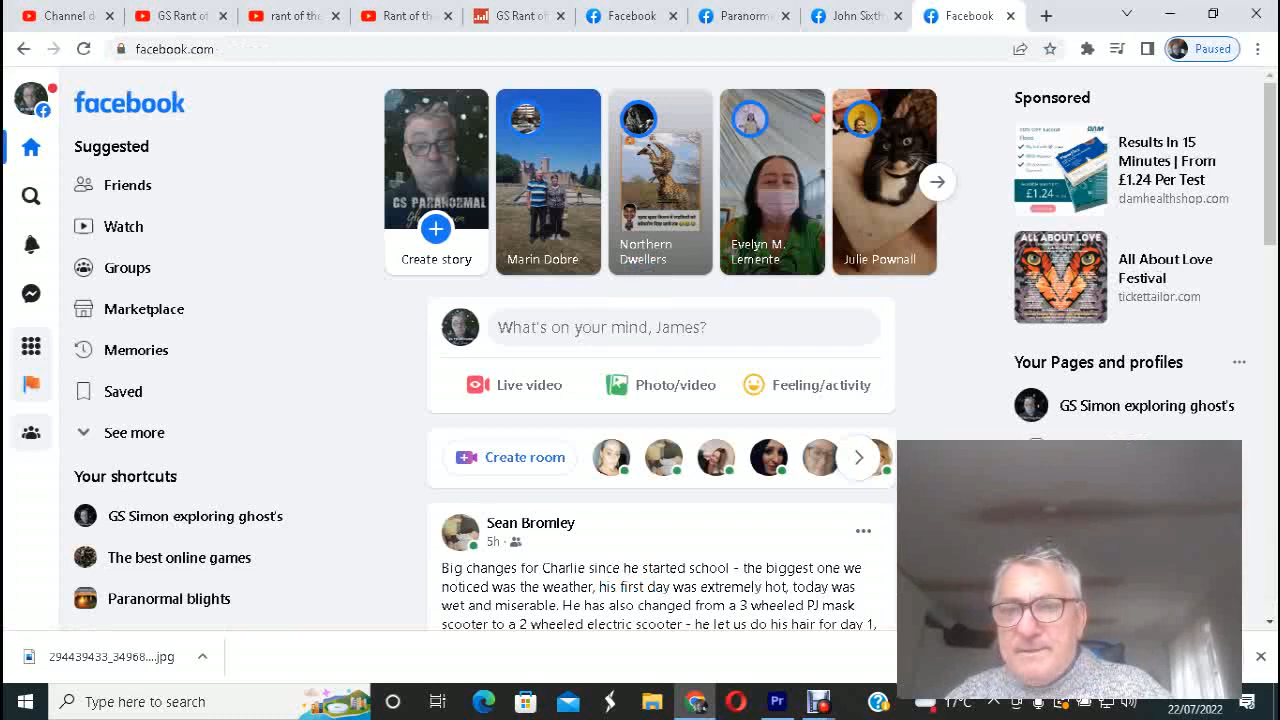 Channel c
GS Rant of
rant of the
Rant of the
GS Rant of
Facebook
Paranorm
John Sixth
Facebook
facebook.com
Paused
facebook
Suggested
Friends
Watch
Groups
Marketplace
Memories
Saved
See more
Your shortcuts
GS Simon exploring ghost's
The best online games
Paranormal blights
GS PARANORMAL
Create story
Marin Dobre
Northern
Dwellers
Evelyn M.
Lemente
Julie Pownall
What's on your mind, James?
Live video
Photo/video
Feeling/activity
Create room
Sean Bromley
5h ·
Big changes for Charlie since he started school - the biggest one we
noticed was the weather, his first day was extremely hot, today was
wet and miserable. He has also changed from a 3 wheeled PJ mask
scooter to a 2 wheeled electric scooter - he let us do his hair for day 1,
Sponsored
£1.24
Results In 15
Minutes | From
£1.24 Per Test
damhealthshop.com
ALL ABOUT LOVE
All About Love
Festival
tickettailor.com
Your Pages and profiles
GS Simon exploring ghost's
294439433_34968....jpg
Type here to search
Pr
17°C
22/07/2022